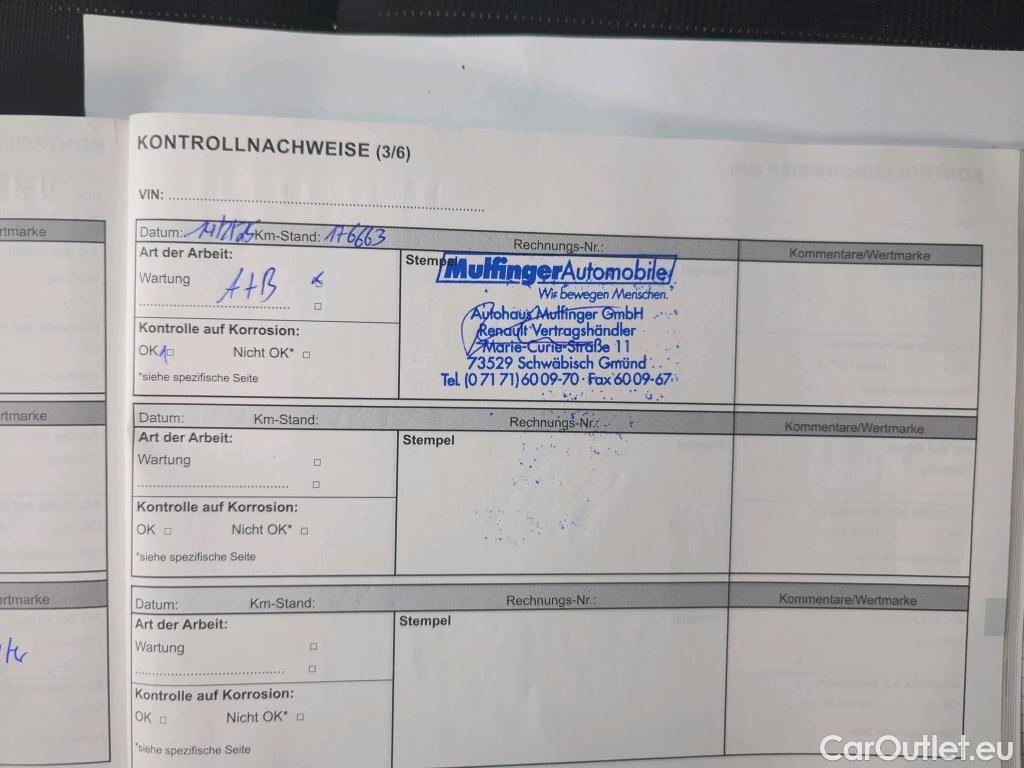 KONTROLLNACHWEISE (3/6)
VIN:
Datum: Km-Stand: 176663 Rechnungs-Nr.: Kommentare/Wertmarke
Art der Arbeit: Stempel
Wartung A+B
Kontrolle auf Korrosion:
OK Nicht OK*
*siehe spezifische Seite
Mulfinger Automobile
Wir bewegen Menschen.
Autohaus Mulfinger GmbH
Renault Vertragshändler
Marie-Curie-Straße 11
73529 Schwäbisch Gmünd
Tel. (0 71 71) 60 09-70 · Fax 60 09-67
Datum: Km-Stand: Rechnungs-Nr.: Kommentare/Wertmarke
Art der Arbeit: Stempel
Wartung
Kontrolle auf Korrosion:
OK Nicht OK*
*siehe spezifische Seite
Datum: Km-Stand: Rechnungs-Nr.: Kommentare/Wertmarke
Art der Arbeit: Stempel
Wartung
Kontrolle auf Korrosion:
OK Nicht OK*
*siehe spezifische Seite
CarOutlet.eu